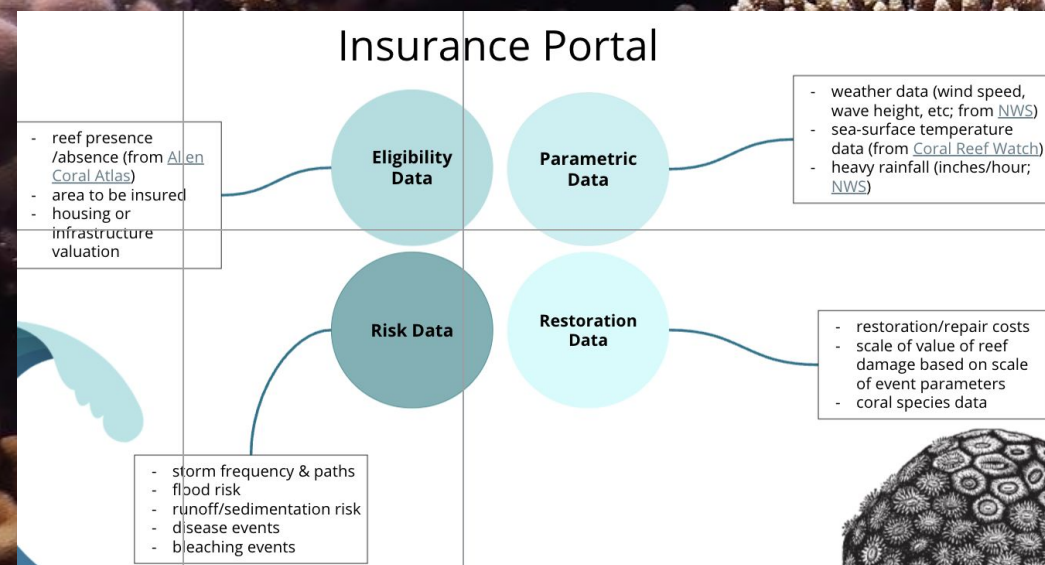 Insurance Portal
- reef presence
/absence (from Allen
Coral Atlas)
- area to be insured
- housing or
infrastructure
valuation
Eligibility
Data
Parametric
Data
- weather data (wind speed,
wave height, etc; from NWS)
- sea-surface temperature
data (from Coral Reef Watch)
- heavy rainfall (inches/hour;
NWS)
Risk Data
Restoration
Data
- restoration/repair costs
- scale of value of reef
damage based on scale
of event parameters
- coral species data
- storm frequency & paths
- flood risk
- runoff/sedimentation risk
- disease events
- bleaching events